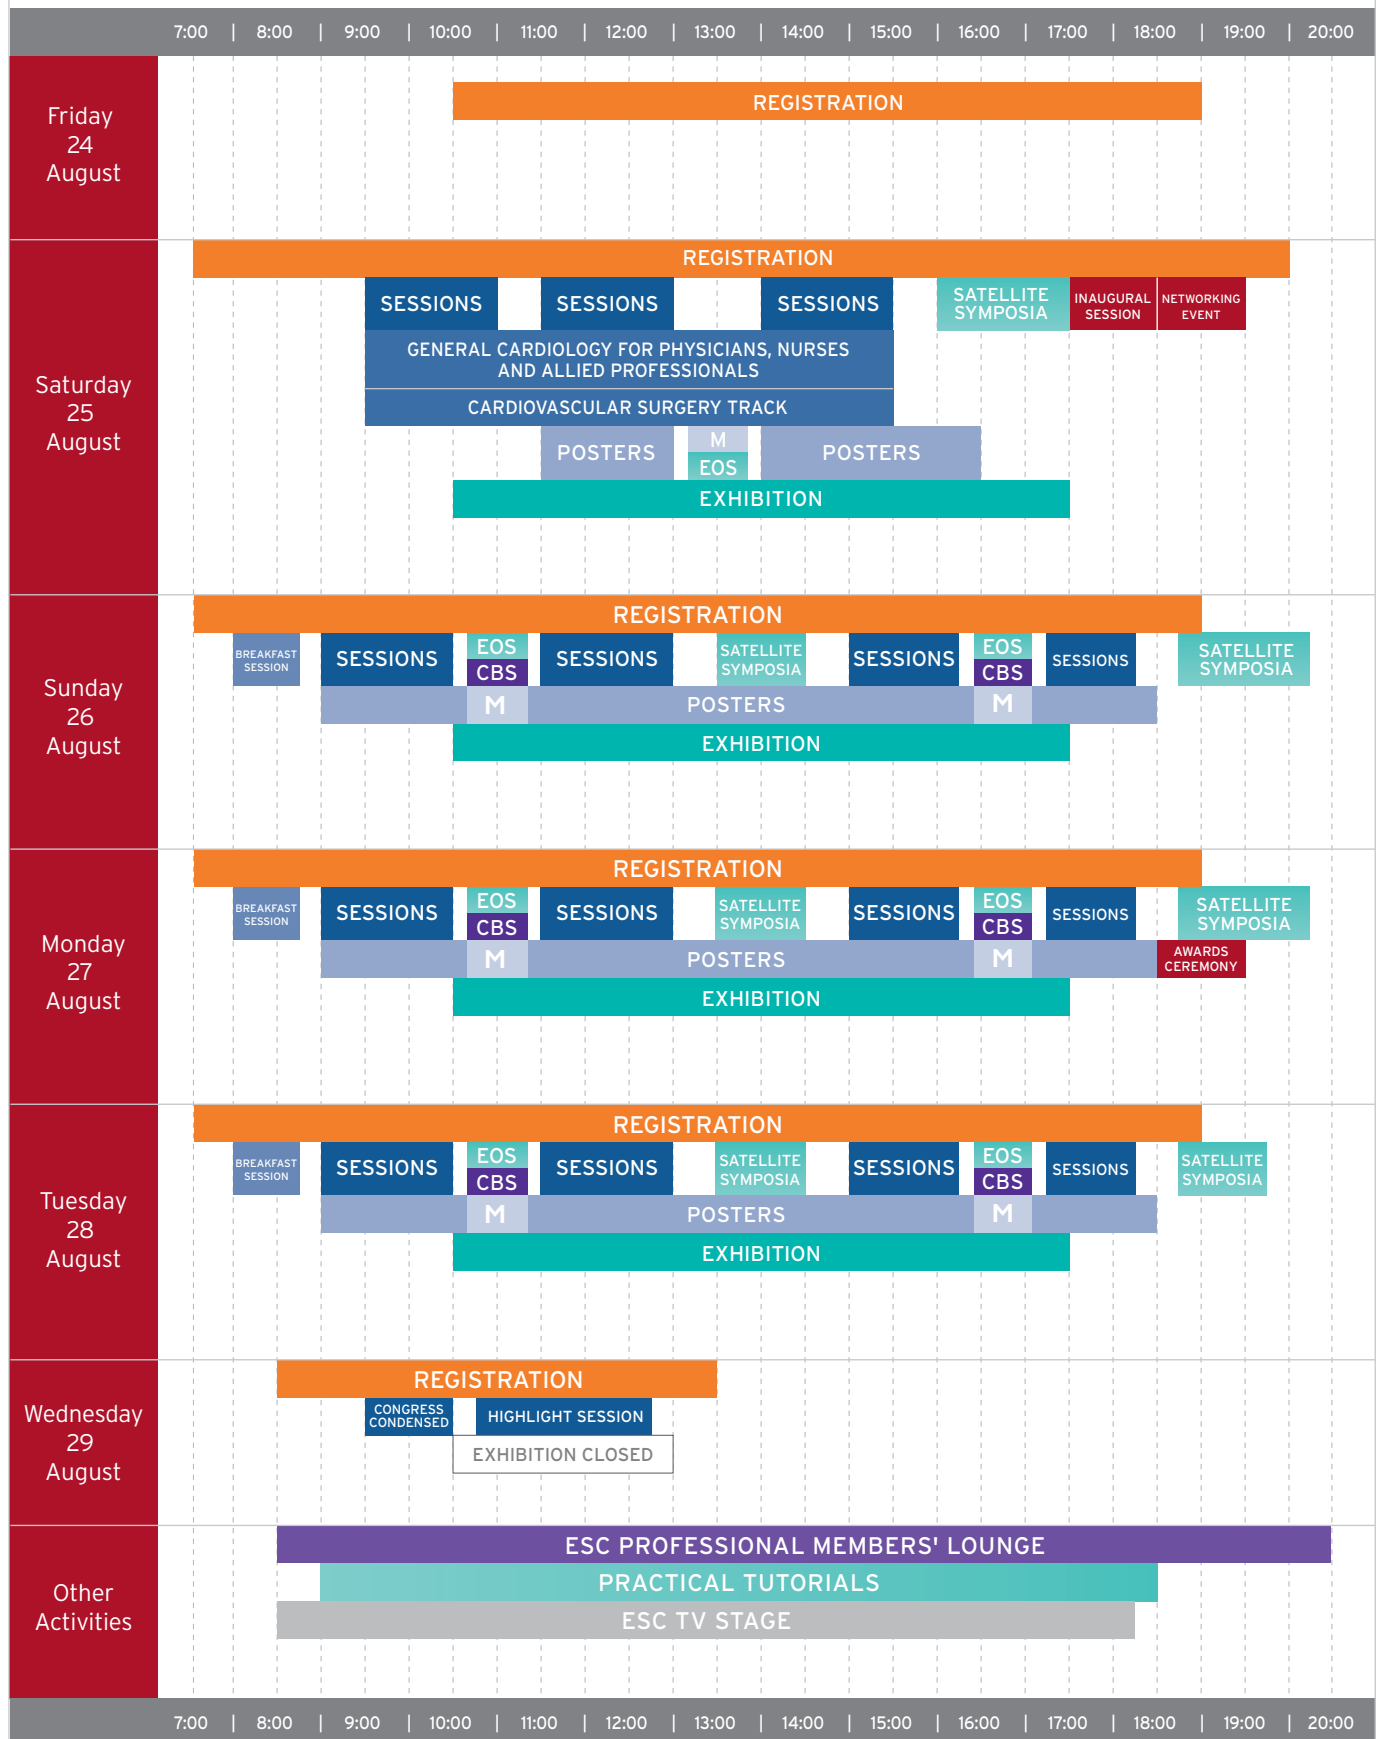 7:00 | 8:00 | 9:00 | 10:00 | 11:00 | 12:00 | 13:00 | 14:00 | 15:00 | 16:00 | 17:00 | 18:00 | 19:00 | 20:00
Friday
24
August
REGISTRATION
Saturday
25
August
REGISTRATION
SESSIONS
SESSIONS
SESSIONS
SATELLITE
SYMPOSIA
INAUGURAL
SESSION
NETWORKING
EVENT
GENERAL CARDIOLOGY FOR PHYSICIANS, NURSES
AND ALLIED PROFESSIONALS
CARDIOVASCULAR SURGERY TRACK
POSTERS
M
EOS
POSTERS
EXHIBITION
Sunday
26
August
REGISTRATION
BREAKFAST
SESSION
SESSIONS
EOS
CBS
SESSIONS
SATELLITE
SYMPOSIA
SESSIONS
EOS
CBS
SESSIONS
SATELLITE
SYMPOSIA
M
POSTERS
M
EXHIBITION
Monday
27
August
REGISTRATION
BREAKFAST
SESSION
SESSIONS
EOS
CBS
SESSIONS
SATELLITE
SYMPOSIA
SESSIONS
EOS
CBS
SESSIONS
SATELLITE
SYMPOSIA
M
POSTERS
M
AWARDS
CEREMONY
EXHIBITION
Tuesday
28
August
REGISTRATION
BREAKFAST
SESSION
SESSIONS
EOS
CBS
SESSIONS
SATELLITE
SYMPOSIA
SESSIONS
EOS
CBS
SESSIONS
SATELLITE
SYMPOSIA
M
POSTERS
M
EXHIBITION
Wednesday
29
August
REGISTRATION
CONGRESS
CONDENSED
HIGHLIGHT SESSION
EXHIBITION CLOSED
Other
Activities
ESC PROFESSIONAL MEMBERS' LOUNGE
PRACTICAL TUTORIALS
ESC TV STAGE
7:00 | 8:00 | 9:00 | 10:00 | 11:00 | 12:00 | 13:00 | 14:00 | 15:00 | 16:00 | 17:00 | 18:00 | 19:00 | 20:00